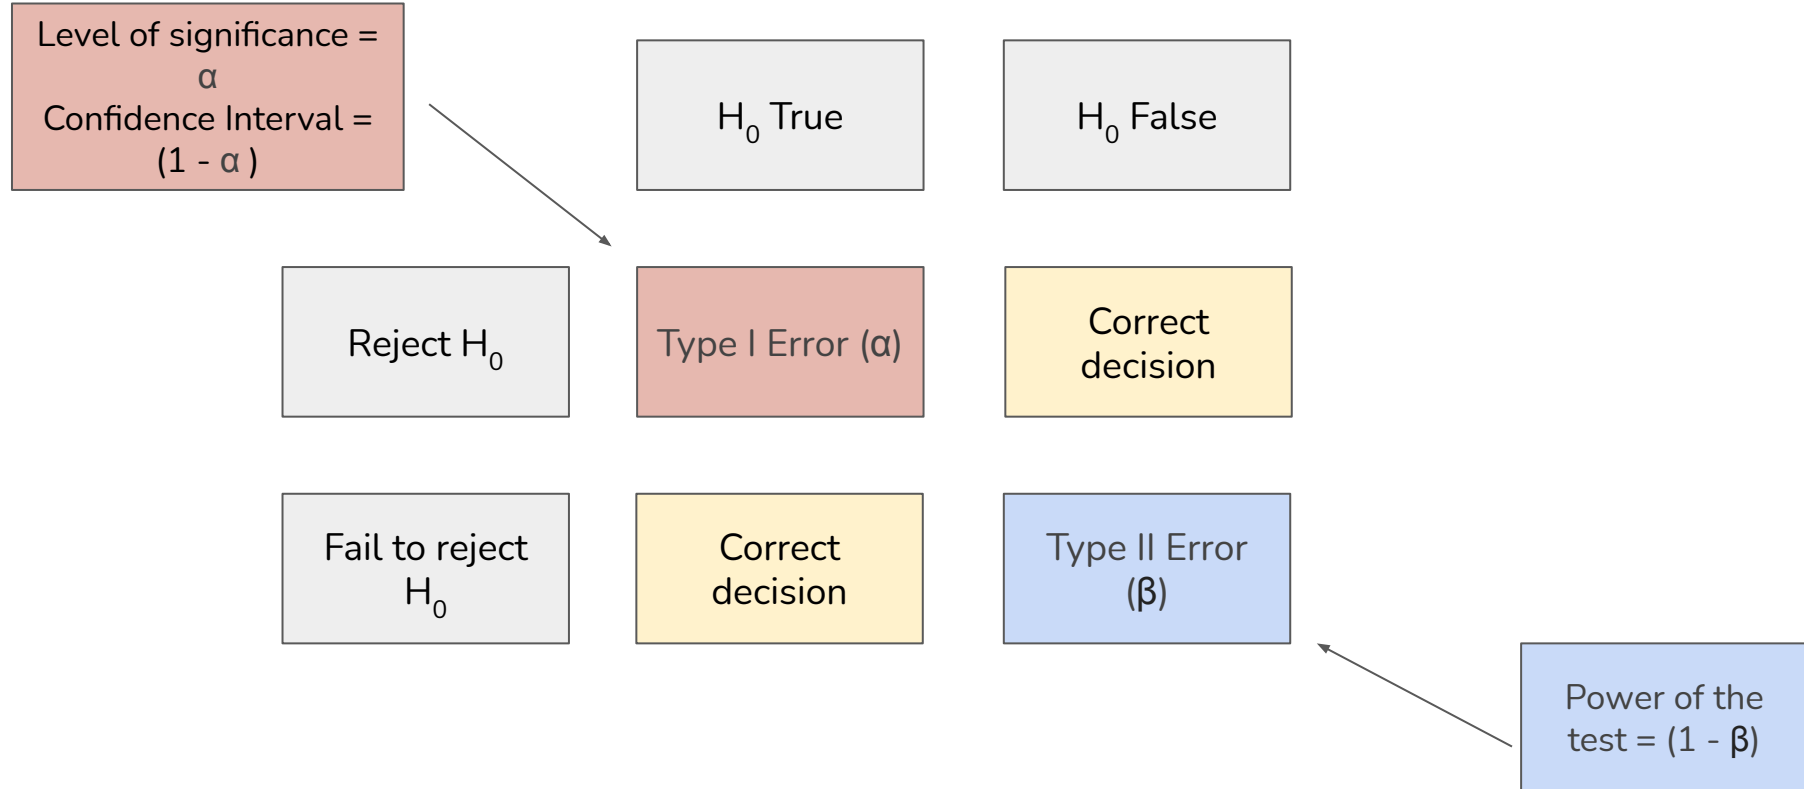 Level of significance =
α
Confidence Interval =
(1 - α )
H₀ True
H₀ False
Reject H₀
Type I Error (α)
Correct
decision
Fail to reject
H₀
Correct
decision
Type II Error
(β)
Power of the
test = (1 - β)